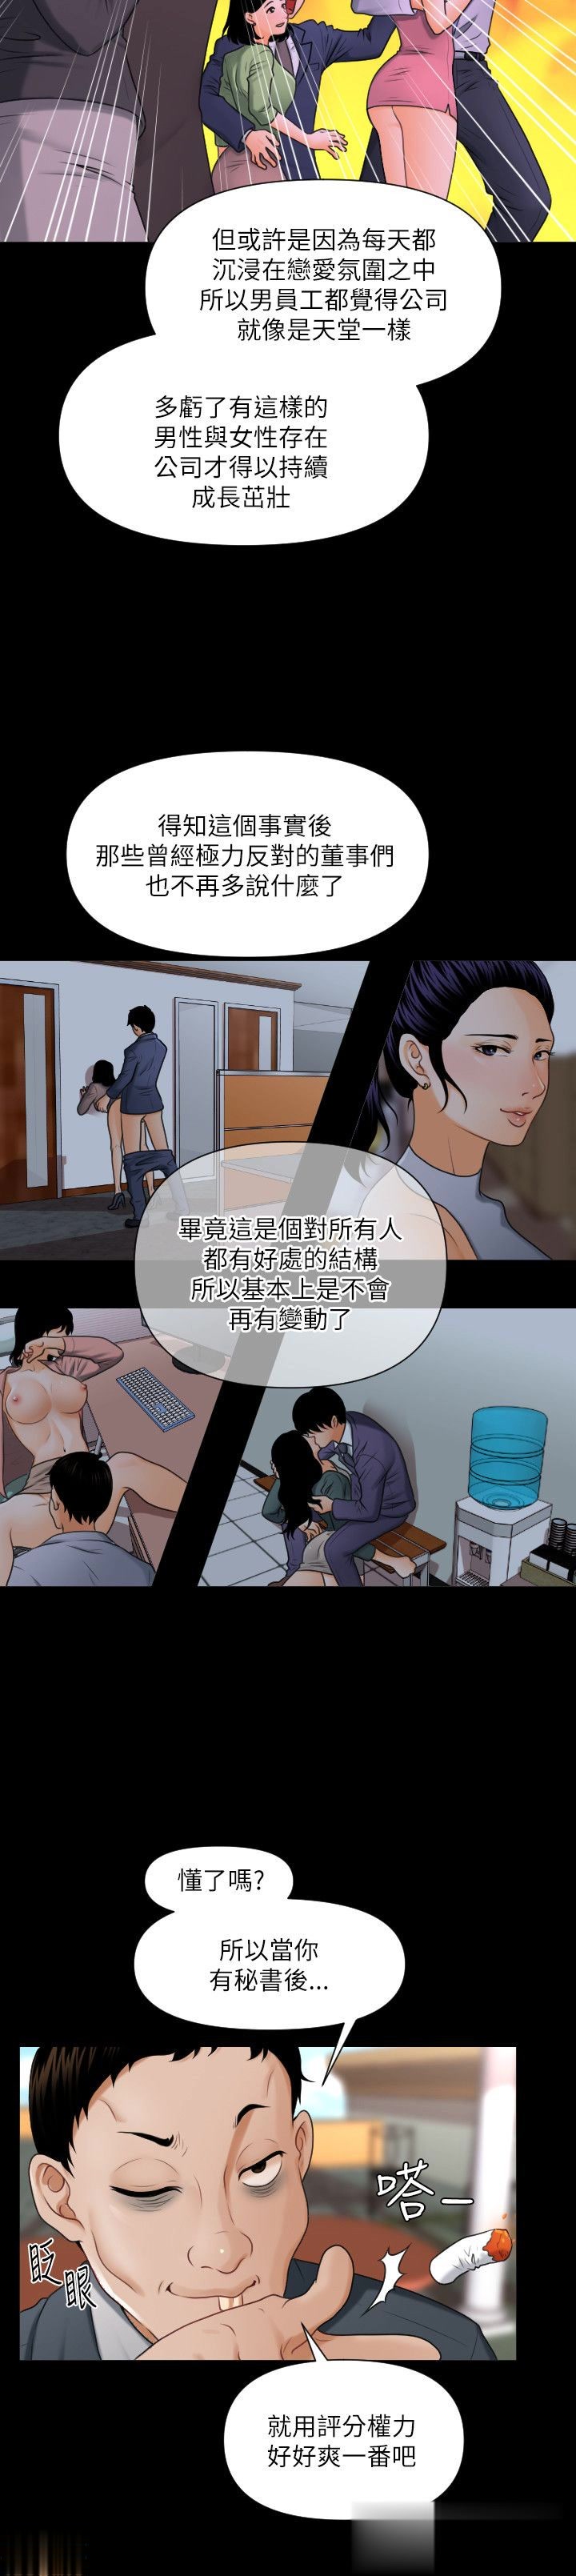 但或許是因為每天都
沉浸在戀愛氛圍之中
所以男員工都覺得公司
就像是天堂一樣
多虧了有這樣的
男性與女性存在
公司才得以持續
成長茁壯
得知這個事實後
那些曾經極力反對的董事們
也不再多說什麼了
畢竟這是個對所有人
都有好處的結構
所以基本上是不會
再有變動了
懂了嗎?
所以當你
有秘書後...
嗒—
眨眼
就用評分權力
好好爽一番吧